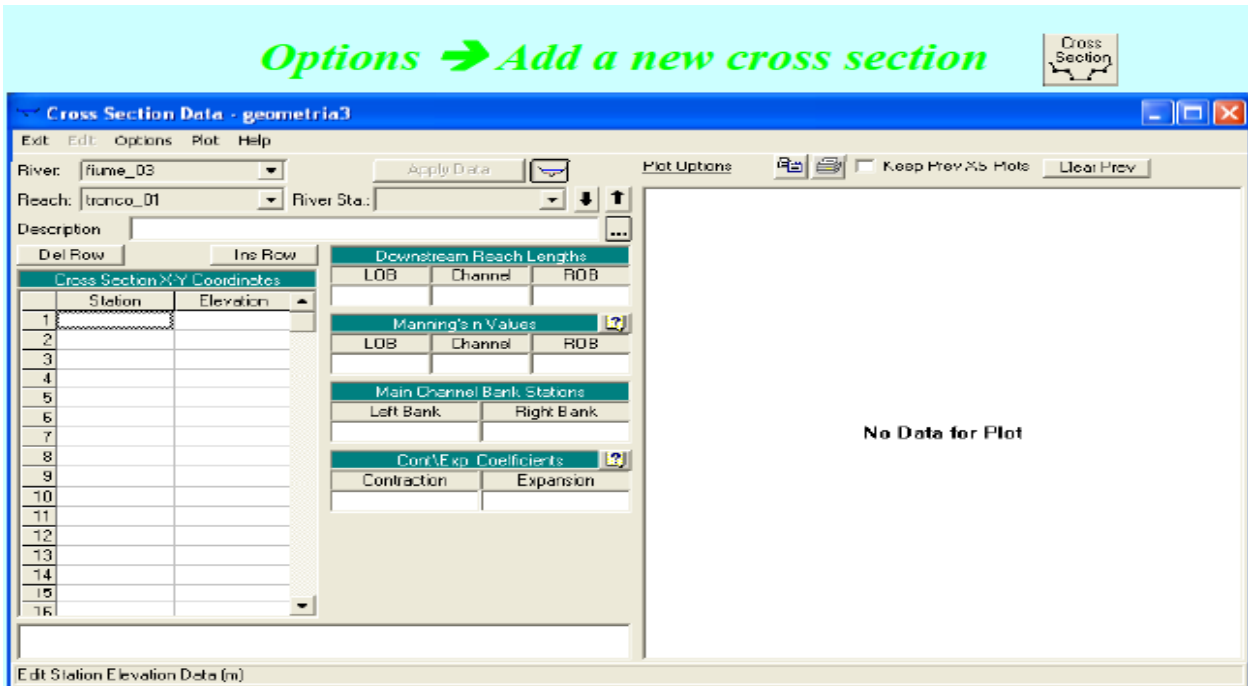 Options ➔ Add a new cross section
Cross
Section
Cross Section Data - geometria3
Exit Edit Options Plot Help
River: fiume_03 Apply Data Plot Options Keep Prev XS Plots Clear Prev
Reach: tronco_01 River Sta.:
Description ...
Del Row Ins Row Downstream Reach Lengths
Cross Section X-Y Coordinates LOB Channel ROB
Station Elevation
1 Manning's n Values ?
2 LOB Channel ROB
3
4
5 Main Channel Bank Stations
6 Left Bank Right Bank
7 No Data for Plot
8 Cont\Exp Coefficients ?
9 Contraction Expansion
10
11
12
13
14
15
16
Edit Station Elevation Data (m)